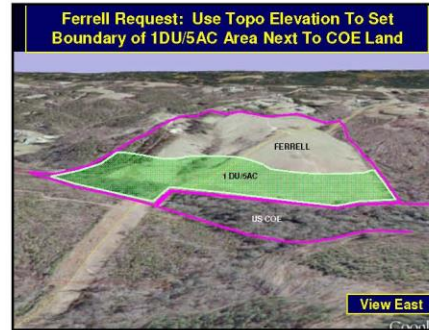 Ferrell Request: Use Topo Elevation To Set
Boundary of 1DU/5AC Area Next To COE Land
FERRELL
1 DU/5AC
US COE
View East